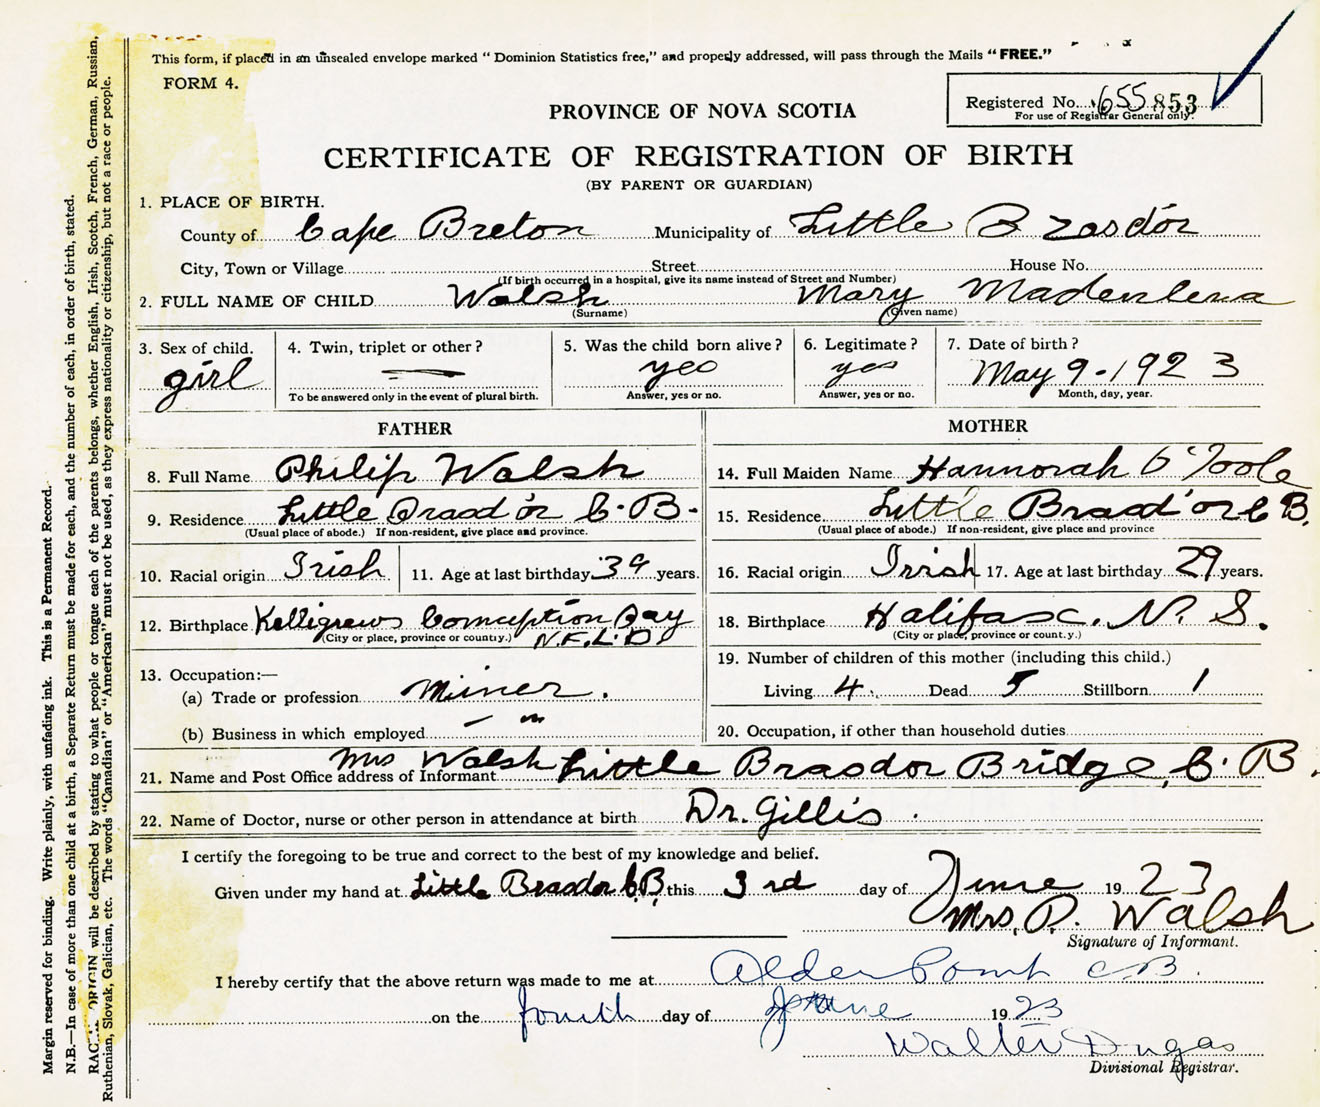 This form, if placed in an unsealed envelope marked "Dominion Statistics free," and properly addressed, will pass through the Mails "FREE."
FORM 4.
Registered No. 655853
For use of Registrar General only.
PROVINCE OF NOVA SCOTIA
CERTIFICATE OF REGISTRATION OF BIRTH
(BY PARENT OR GUARDIAN)
1. PLACE OF BIRTH.
County of Cape Breton Municipality of Little Brasdór
City, Town or Village Street House No.
(If birth occurred in a hospital, give its name instead of Street and Number)
2. FULL NAME OF CHILD Walsh Mary Madenlena
(Surname) (Given name)
3. Sex of child. 4. Twin, triplet or other? 5. Was the child born alive? 6. Legitimate? 7. Date of birth?
girl — yes yes May 9-1923
To be answered only in the event of plural birth. Answer, yes or no. Answer, yes or no. Month, day, year.
FATHER
8. Full Name Philip Walsh
9. Residence Little Brasd'or C.B.
(Usual place of abode.) If non-resident, give place and province.
10. Racial origin Irish 11. Age at last birthday 39 years.
12. Birthplace Kelligrews Comception Bay
(City or place, province or county.) N.F.L.D
13. Occupation:—
(a) Trade or profession miner.
(b) Business in which employed
MOTHER
14. Full Maiden Name Hannorah O'Toole
15. Residence Little Brasd'or C B.
(Usual place of abode.) If non-resident, give place and province
16. Racial origin Irish 17. Age at last birthday 29 years.
18. Birthplace Halifax, N. S.
(City or place, province or county.)
19. Number of children of this mother (including this child.)
Living 4 Dead 5 Stillborn 1
20. Occupation, if other than household duties
21. Name and Post Office address of Informant Mrs Walsh Little Brasdor Bridge, C. B.
22. Name of Doctor, nurse or other person in attendance at birth Dr. Gillis.
I certify the foregoing to be true and correct to the best of my knowledge and belief.
Given under my hand at Little Brasdor C.B. this 3rd day of June 1923
Mrs. P. Walsh
Signature of Informant.
I hereby certify that the above return was made to me at Alder Point C.B.
on the fourth day of June 1923
Walter Dugas
Divisional Registrar.
Margin reserved for binding. Write plainly, with unfading ink. This is a Permanent Record.
N.B.—In case of more than one child at a birth, a Separate Return must be made for each, and the number of each, in order of birth, stated.
ORIGIN will be described by stating to what people or tongue each of the parents belongs, whether English, Irish, Scotch, French, German, Russian,
Ruthenian, Slovak, Galician, etc. The words "Canadian" or "American" must not be used, as they express nationality or citizenship, but not a race or people.